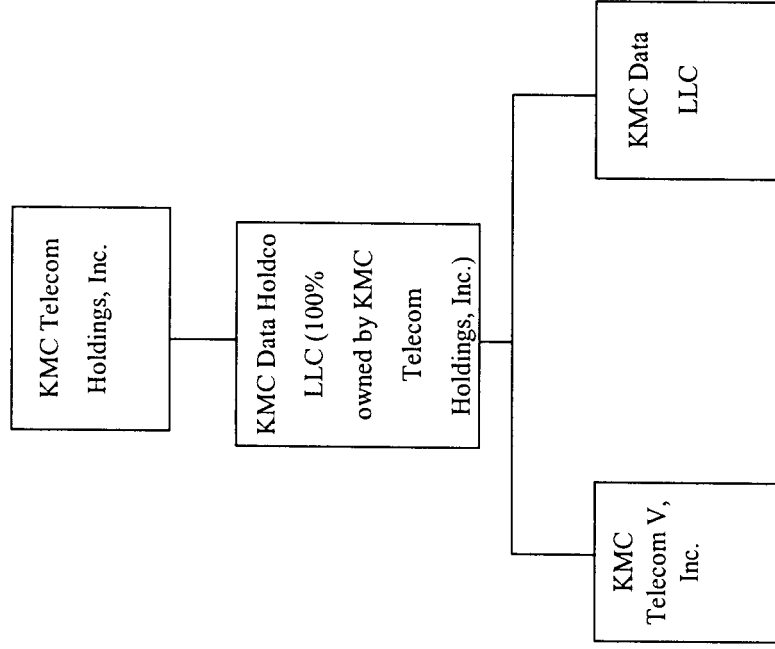 KMC Telecom
Holdings, Inc.
KMC Data Holdco
LLC (100%
owned by KMC
Telecom
Holdings, Inc.)
KMC
Telecom V,
Inc.
KMC Data
LLC